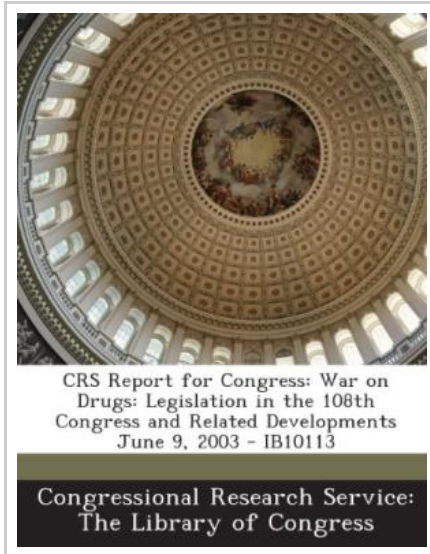 CRS Report for Congress: War on
Drugs: Legislation in the 108th
Congress and Related Developments
June 9, 2003 - IB10113
Congressional Research Service:
The Library of Congress